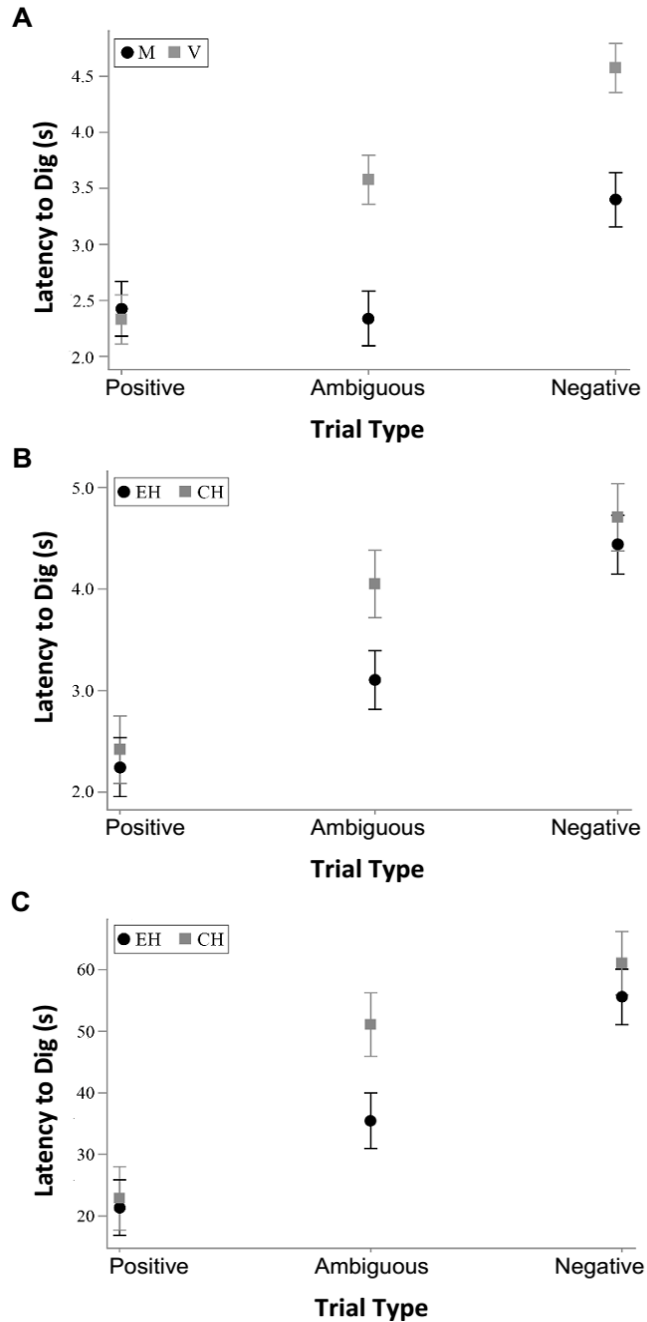 A
M V
Latency to Dig (s)
4.5
4.0
3.5
3.0
2.5
2.0
Positive Ambiguous Negative
Trial Type
B
EH CH
Latency to Dig (s)
5.0
4.0
3.0
2.0
Positive Ambiguous Negative
Trial Type
C
EH CH
Latency to Dig (s)
60
50
40
30
20
Positive Ambiguous Negative
Trial Type